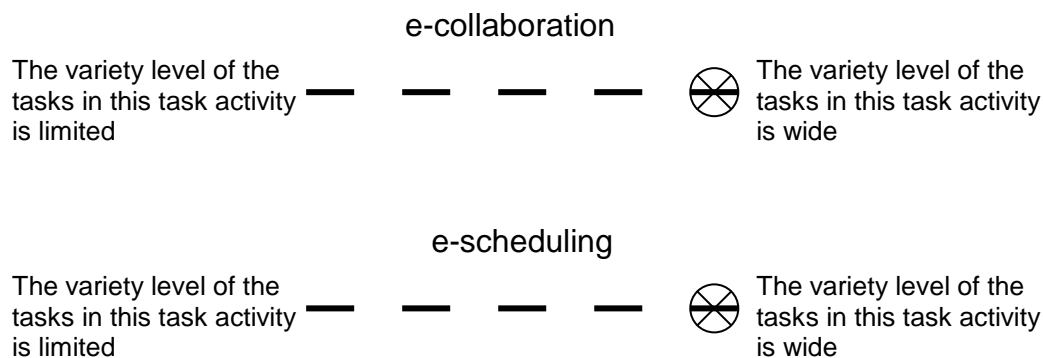 e-collaboration
The variety level of the
tasks in this task activity
is limited
The variety level of the
tasks in this task activity
is wide
e-scheduling
The variety level of the
tasks in this task activity
is limited
The variety level of the
tasks in this task activity
is wide